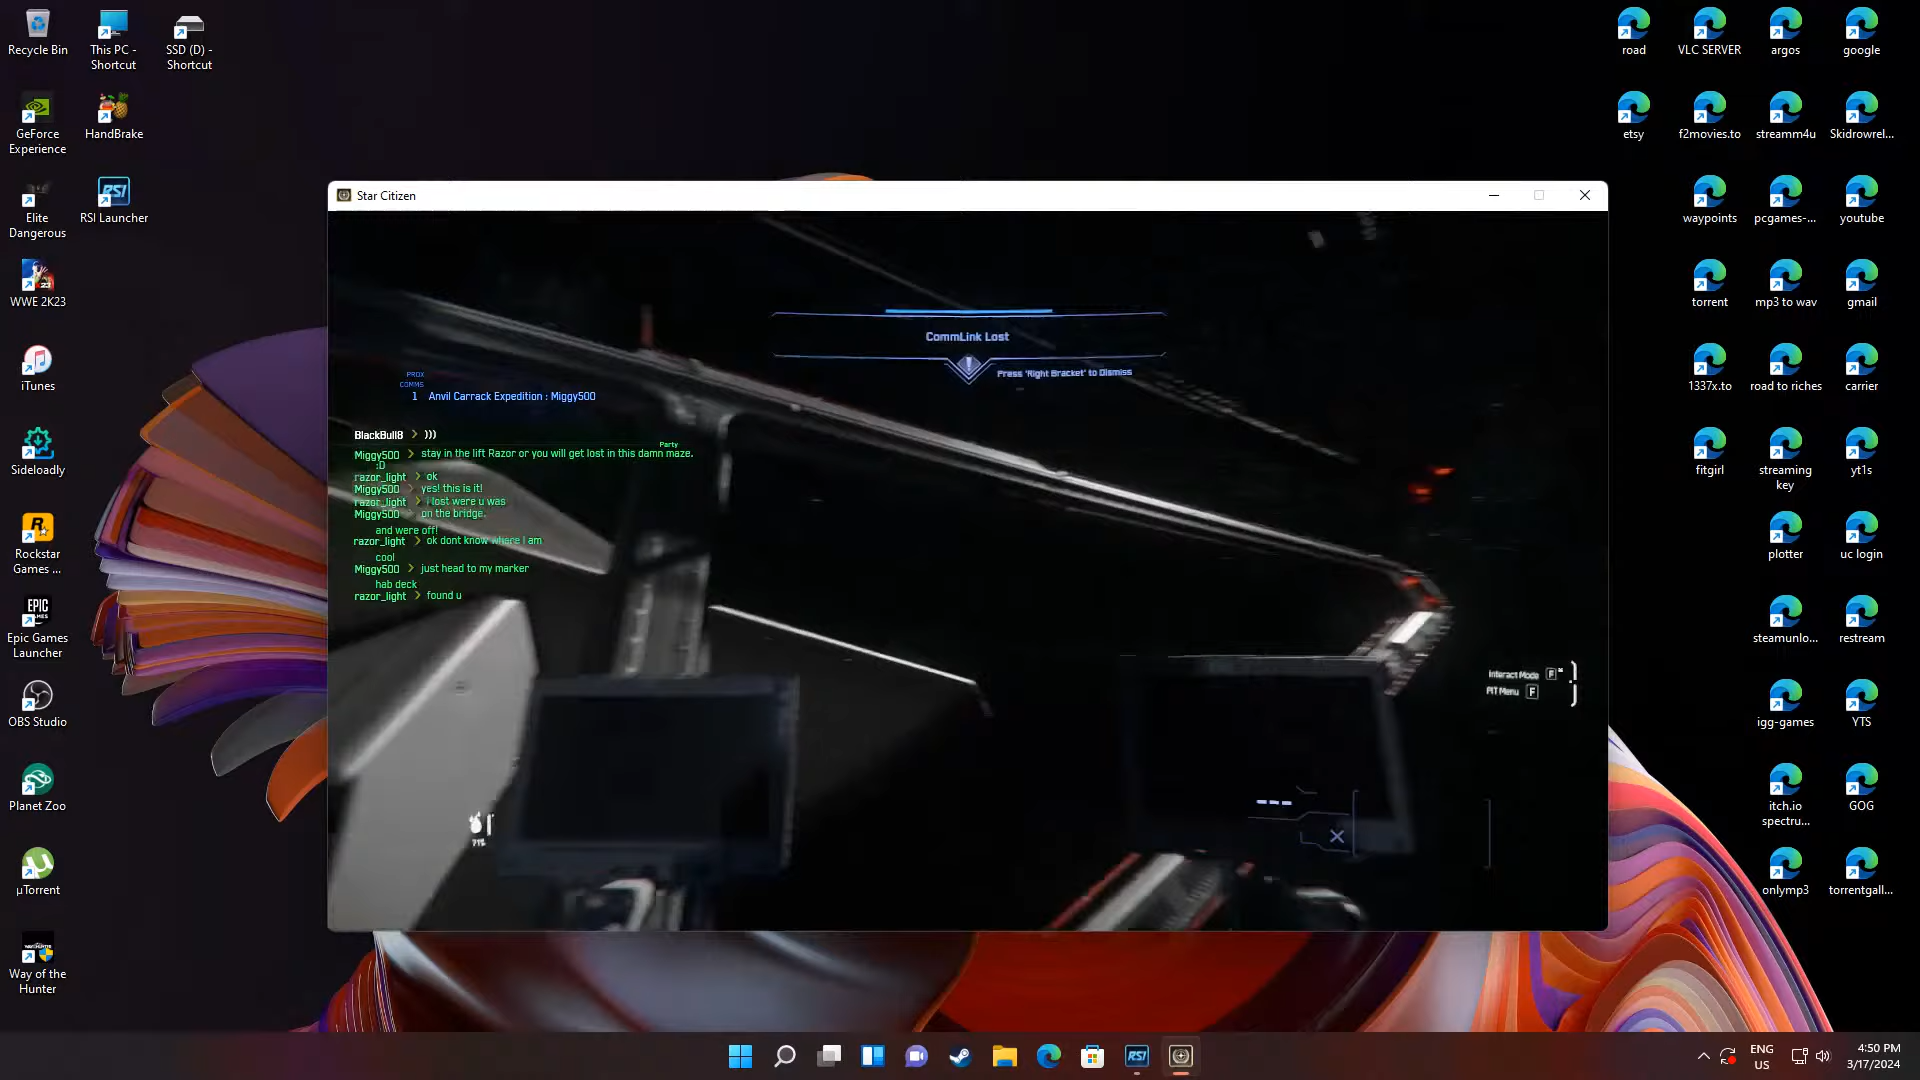 Recycle Bin
This PC -
Shortcut
SSD (D) -
Shortcut
GeForce
Experience
HandBrake
Elite
Dangerous
RSI
RSI Launcher
WWE 2K23
iTunes
Sideloadly
Rockstar
Games ...
EPIC
GAMES
Epic Games
Launcher
OBS Studio
Planet Zoo
µTorrent
Way of the
Hunter
Star Citizen
CommLink Lost
Press 'Right Bracket' to Dismiss
PROX
COMMS
1 Anvil Carrack Expedition : Miggy500
BlackBull8 > )))
Party
Miggy500 > stay in the lift Razor or you will get lost in this damn maze.
:D
razor_light > ok
Miggy500 > yes! this is it!
razor_light > i lost were u was
Miggy500 > on the bridge.
and were off!
razor_light > ok dont know where I am
cool
Miggy500 > just head to my marker
hab deck
razor_light > found u
Interact Mode F
PIT Menu F
71%
road
VLC SERVER
argos
google
etsy
f2movies.to
streamm4u
Skidrowrel...
waypoints
pcgames-...
youtube
torrent
mp3 to wav
gmail
1337x.to
road to riches
carrier
fitgirl
streaming
key
yt1s
plotter
uc login
steamunlo...
restream
igg-games
YTS
itch.io
spectru...
GOG
onlymp3
torrentgall...
RSI
ENG
US
4:50 PM
3/17/2024